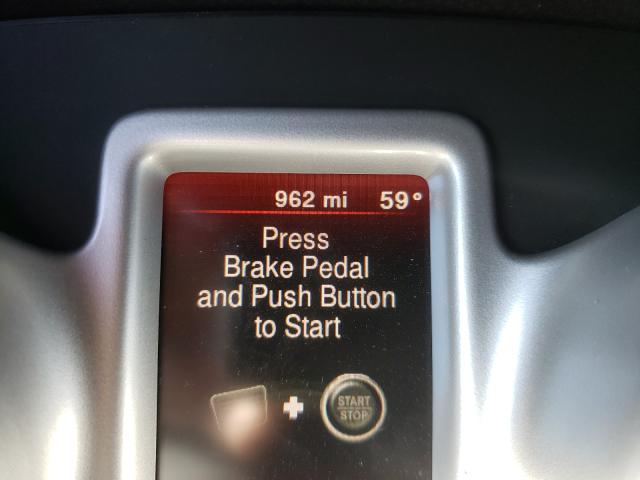 962 mi 59°
Press
Brake Pedal
and Push Button
to Start
START
STOP